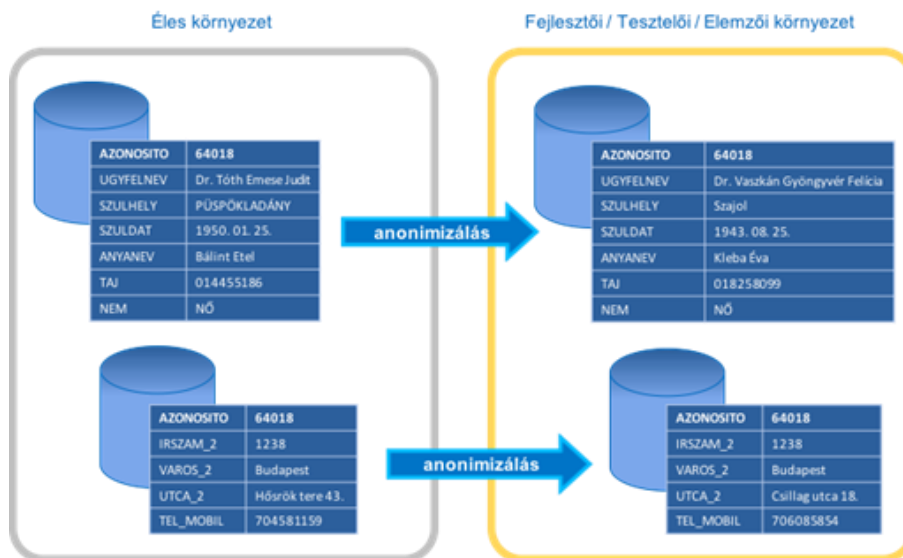 Éles környezet
Fejlesztői / Tesztelői / Elemzői környezet
AZONOSITO 64018
UGYFELNEV Dr. Tóth Emese Judit
SZULHELY PÜSPÖKLADÁNY
SZULDAT 1950. 01. 25.
ANYANEV Bálint Etel
TAJ 014455186
NEM NŐ
anonimizálás
AZONOSITO 64018
UGYFELNEV Dr. Vaszkán Gyöngyvér Felícia
SZULHELY Szajol
SZULDAT 1943. 08. 25.
ANYANEV Kleba Éva
TAJ 018258099
NEM NŐ
AZONOSITO 64018
IRSZAM_2 1238
VAROS_2 Budapest
UTCA_2 Hősrök tere 43.
TEL_MOBIL 704581159
anonimizálás
AZONOSITO 64018
IRSZAM_2 1238
VAROS_2 Budapest
UTCA_2 Csillag utca 18.
TEL_MOBIL 706085854